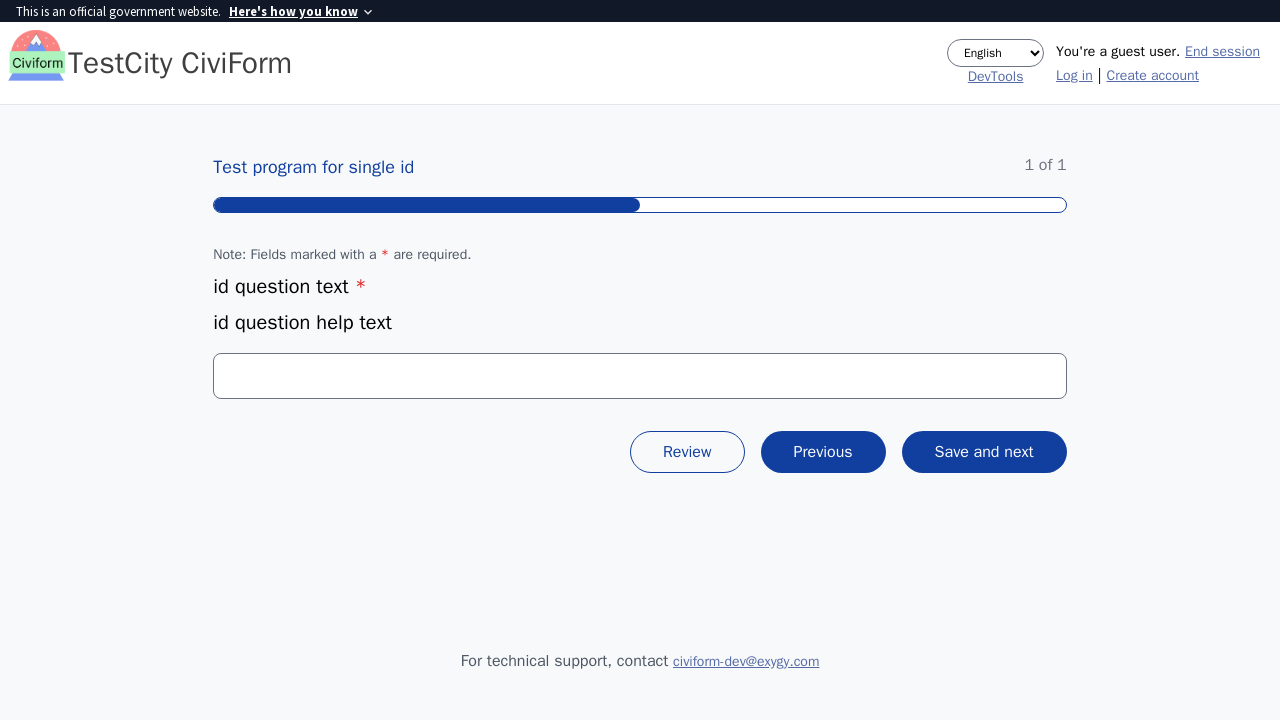 This is an official government website. Here's how you know
Civiform
TestCity CiviForm
English
DevTools
You're a guest user. End session
Log in | Create account
Test program for single id
1 of 1
Note: Fields marked with a * are required.
id question text *
id question help text
Review
Previous
Save and next
For technical support, contact civiform-dev@exygy.com